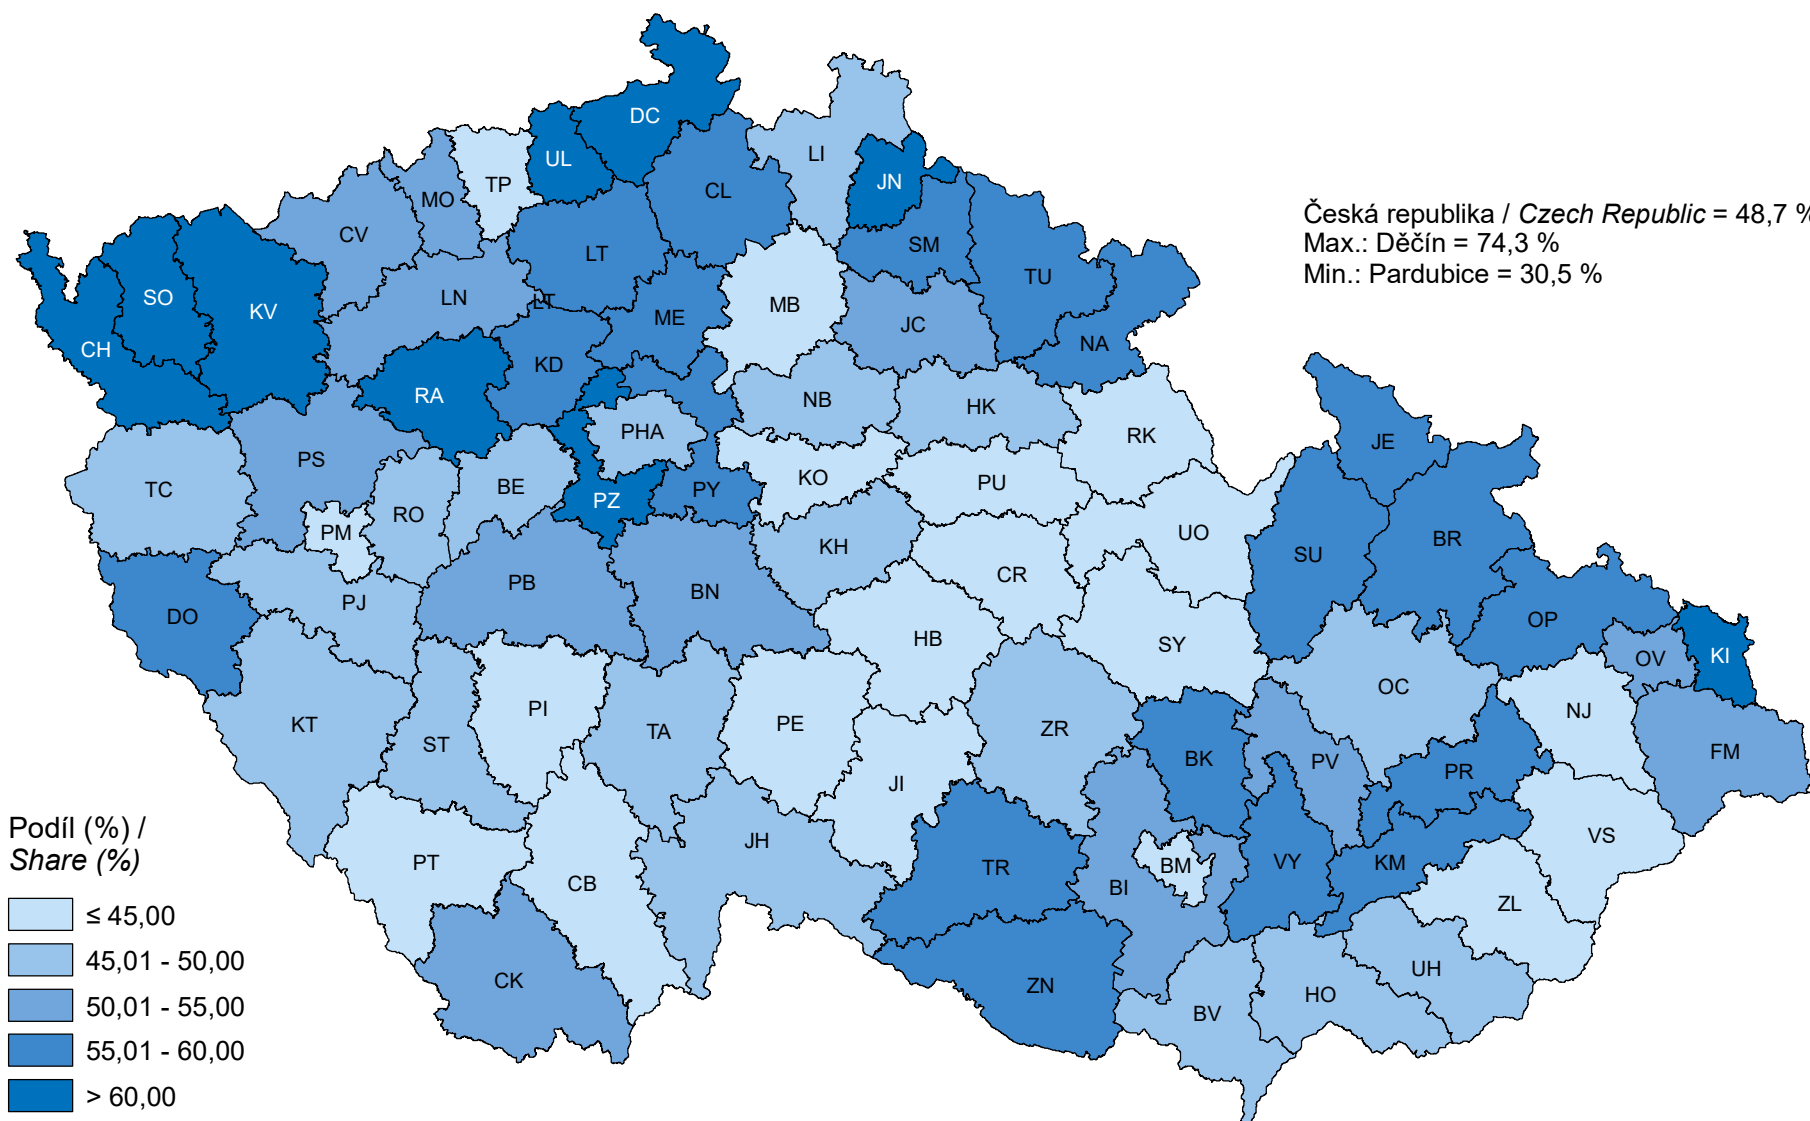 DC
UL
LI
TP
JN
MO
CL
CV
SM
LT
TU
SO
LN
LT
KV
MB
ME
JC
CH
NA
KD
RA
NB
HK
PHA
RK
JE
PS
TC
BE
KO
PU
PZ
PY
RO
PM
UO
BR
KH
SU
CR
PB
BN
PJ
DO
OP
HB
SY
OV
KI
OC
PI
NJ
KT
TA
PE
ZR
ST
FM
BK
PV
PR
JI
VS
JH
PT
TR
BM
VY
KM
CB
BI
ZL
UH
CK
ZN
HO
BV
Česká republika / Czech Republic = 48,7 %
Max.: Děčín = 74,3 %
Min.: Pardubice = 30,5 %
Podíl (%) /
Share (%)
≤ 45,00
45,01 - 50,00
50,01 - 55,00
55,01 - 60,00
> 60,00